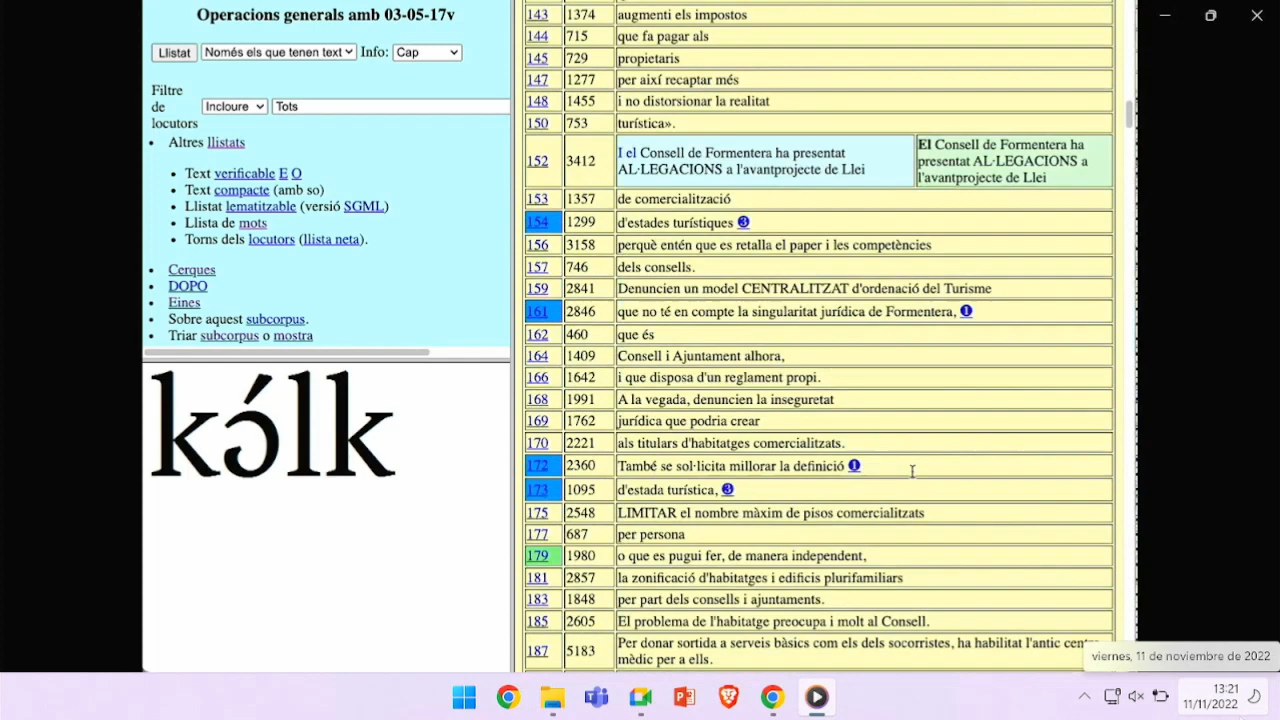 Operacions generals amb 03-05-17v
Llistat Només els que tenen text Info: Cap
Filtre
de
locutors
Incloure Tots
• Altres llistats
• Text verificable E O
• Text compacte (amb so)
• Llistat lematitzable (versió SGML)
• Llista de mots
• Torns dels locutors (llista neta).
• Cerques
• DOPO
• Eines
• Sobre aquest subcorpus.
• Triar subcorpus o mostra
kɔ́lk
143 1374 augmenti els impostos
144 715 que fa pagar als
145 729 propietaris
147 1277 per així recaptar més
148 1455 i no distorsionar la realitat
150 753 turística».
152 3412 I el Consell de Formentera ha presentat
AL·LEGACIONS a l'avantprojecte de Llei
El Consell de Formentera ha
presentat AL·LEGACIONS a
l'avantprojecte de Llei
153 1357 de comercialització
154 1299 d'estades turístiques ❸
156 3158 perquè entén que es retalla el paper i les competències
157 746 dels consells.
159 2841 Denuncien un model CENTRALITZAT d'ordenació del Turisme
161 2846 que no té en compte la singularitat jurídica de Formentera, ❶
162 460 que és
164 1409 Consell i Ajuntament alhora,
166 1642 i que disposa d'un reglament propi.
168 1991 A la vegada, denuncien la inseguretat
169 1762 jurídica que podria crear
170 2221 als titulars d'habitatges comercialitzats.
172 2360 També se sol·licita millorar la definició ❶
173 1095 d'estada turística, ❸
175 2548 LIMITAR el nombre màxim de pisos comercialitzats
177 687 per persona
179 1980 o que es pugui fer, de manera independent,
181 2857 la zonificació d'habitatges i edificis plurifamiliars
183 1848 per part dels consells i ajuntaments.
185 2605 El problema de l'habitatge preocupa i molt al Consell.
187 5183 Per donar sortida a serveis bàsics com els dels socorristes, ha habilitat l'antic
mèdic per a ells.
viernes, 11 de noviembre de 2022
13:21
11/11/2022